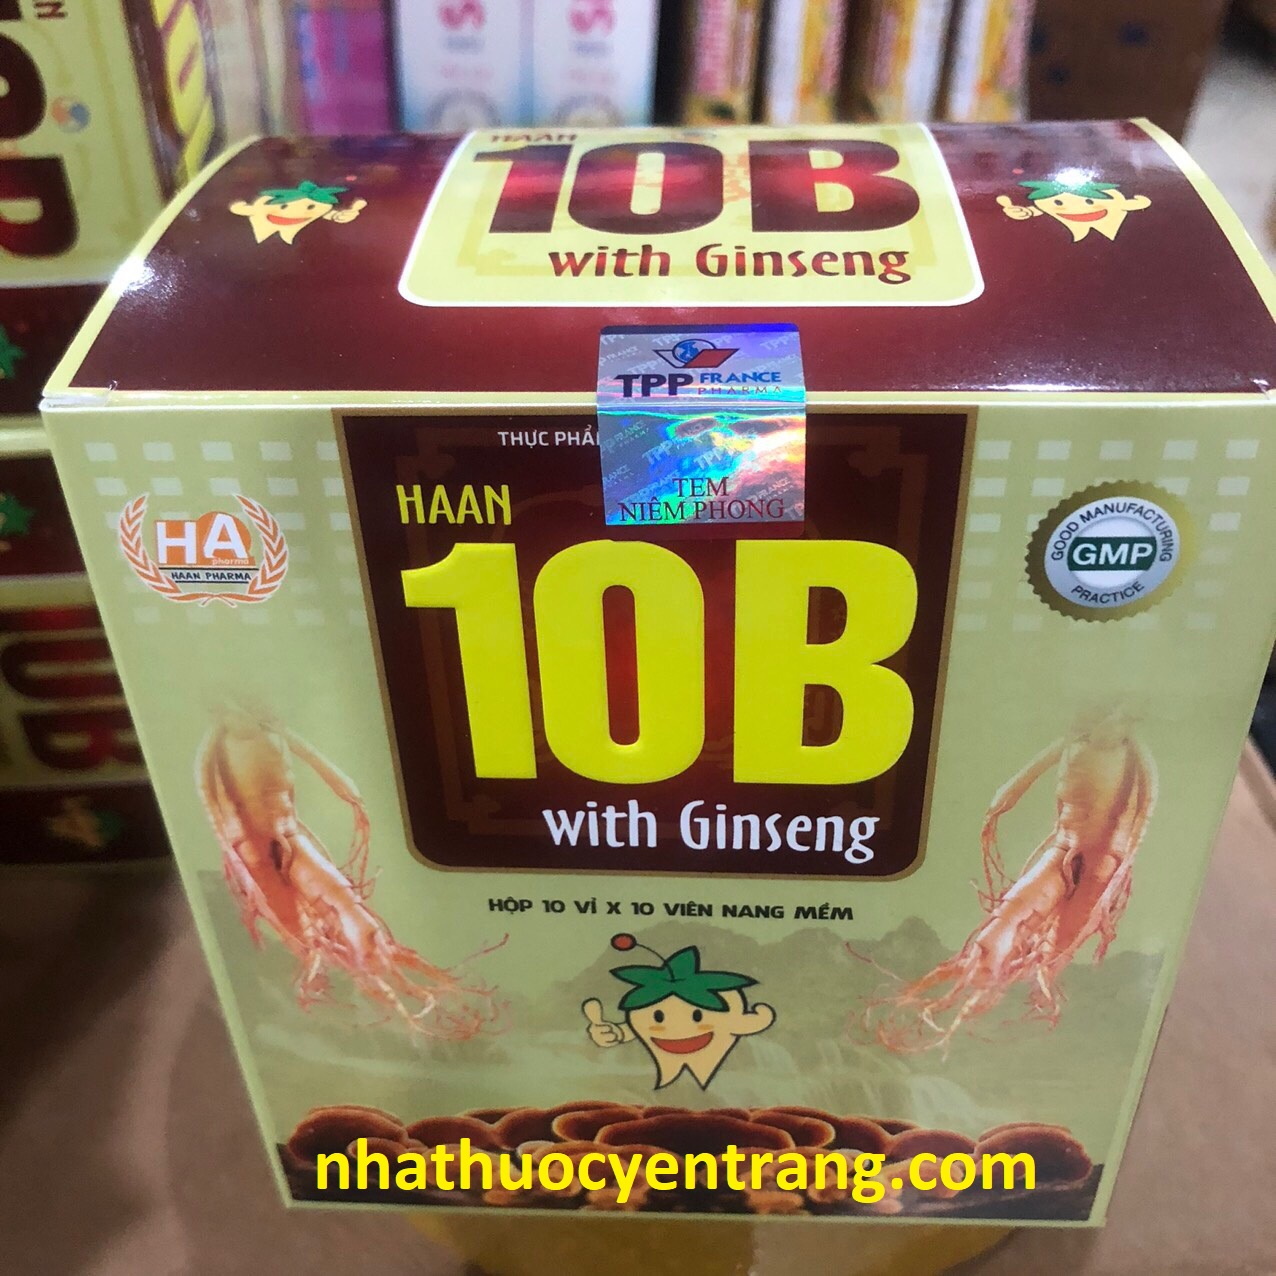 HAAN
10B
with Ginseng
TPP FRANCE
PHARMA
THỰC PHẨ
TEM
NIÊM PHONG
HAAN
10B
with Ginseng
HA
pharma
HAAN PHARMA
GOOD MANUFACTURING
GMP
PRACTICE
HỘP 10 VỈ X 10 VIÊN NANG MỀM
nhathuocyentrang.com